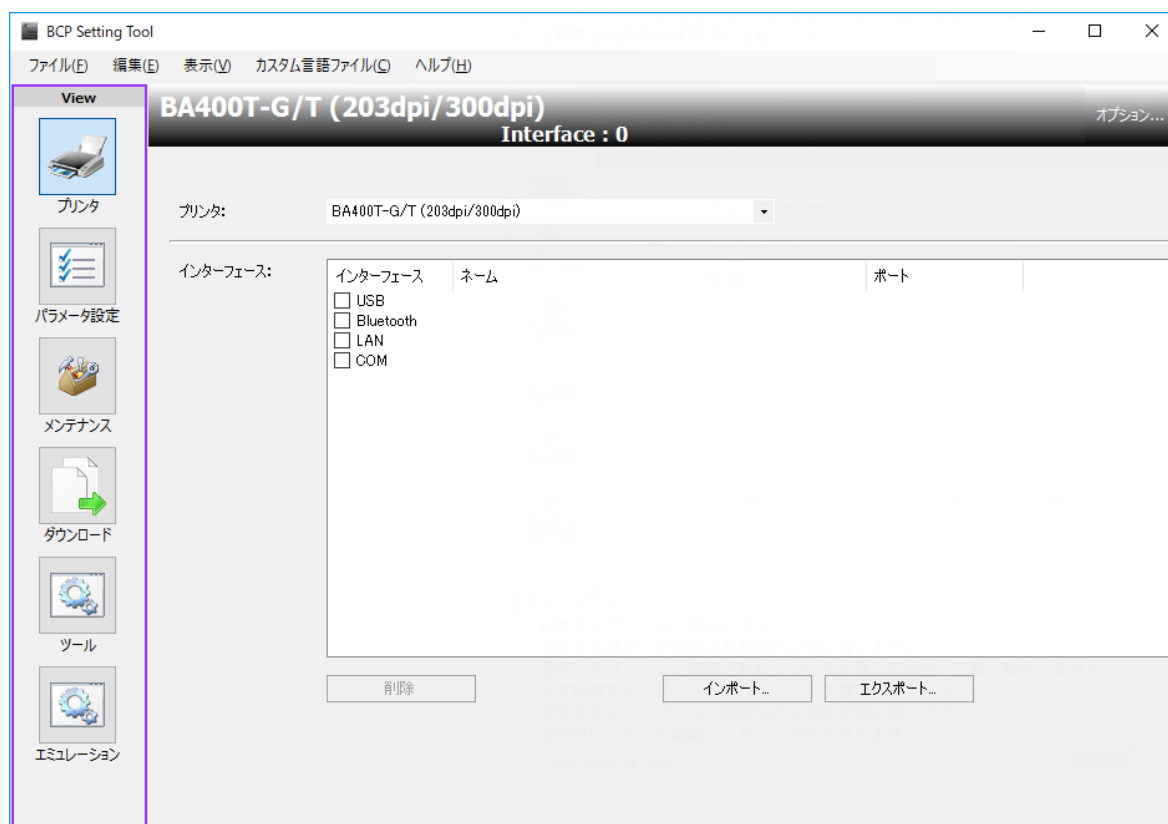 BCP Setting Tool
ファイル(F) 編集(E) 表示(V) カスタム言語ファイル(C) ヘルプ(H)
View
BA400T-G/T (203dpi/300dpi)
Interface : 0
オプション...
プリンタ
パラメータ設定
メンテナンス
ダウンロード
ツール
エミュレーション
プリンタ: BA400T-G/T (203dpi/300dpi)
インターフェース:
インターフェース ネーム ポート
USB
Bluetooth
LAN
COM
削除 インポート... エクスポート...
BCP Setting Tool